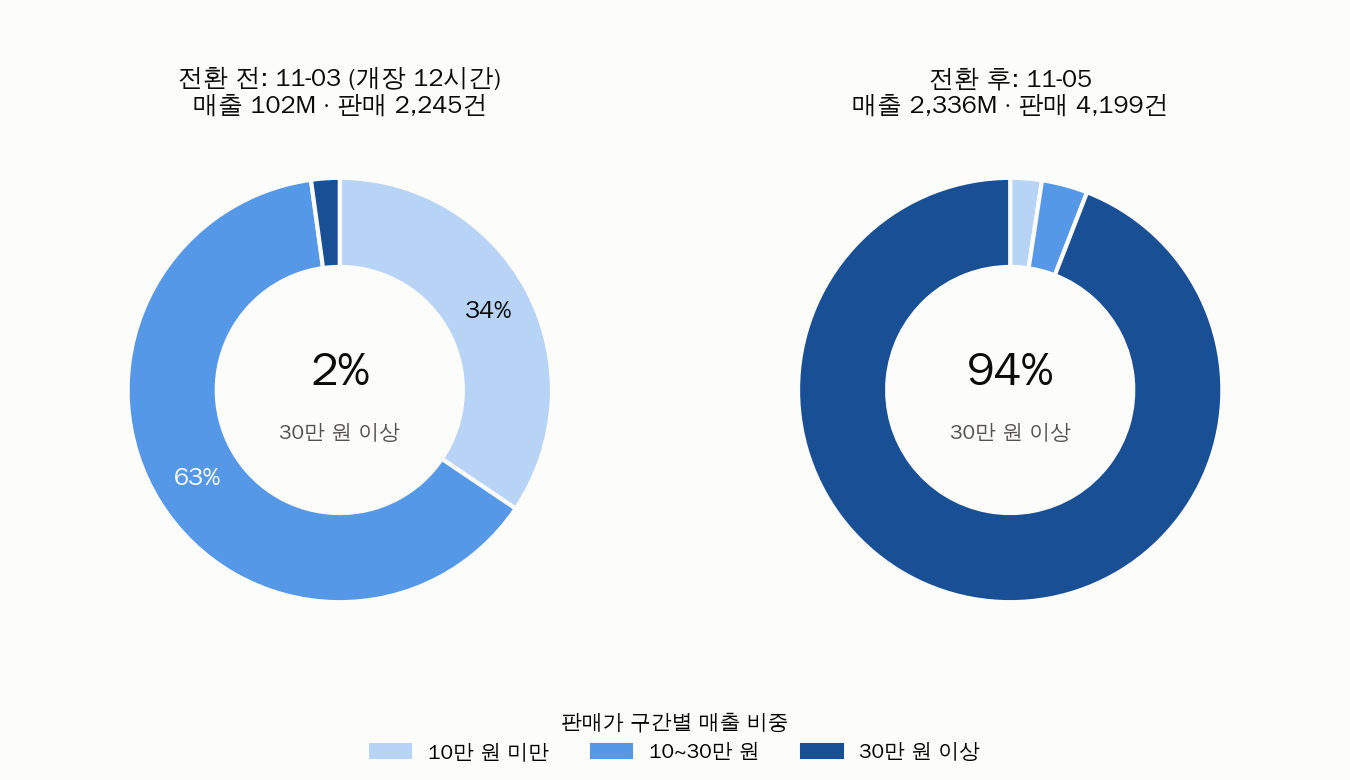 전환 전: 11-03 (개장 12시간)
매출 102M · 판매 2,245건
전환 후: 11-05
매출 2,336M · 판매 4,199건
34%
63%
2%
30만 원 이상
94%
30만 원 이상
판매가 구간별 매출 비중
10만 원 미만
10~30만 원
30만 원 이상